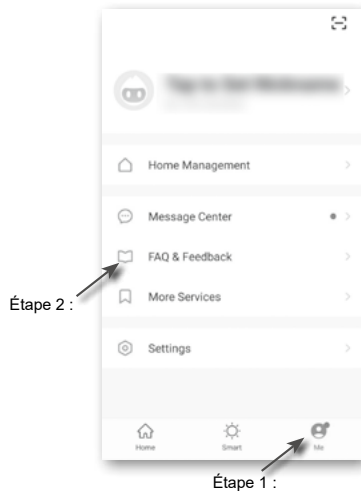 Home Management
Message Center
FAQ & Feedback
More Services
Étape 2 :
Settings
Home Smart Me
Étape 1 :